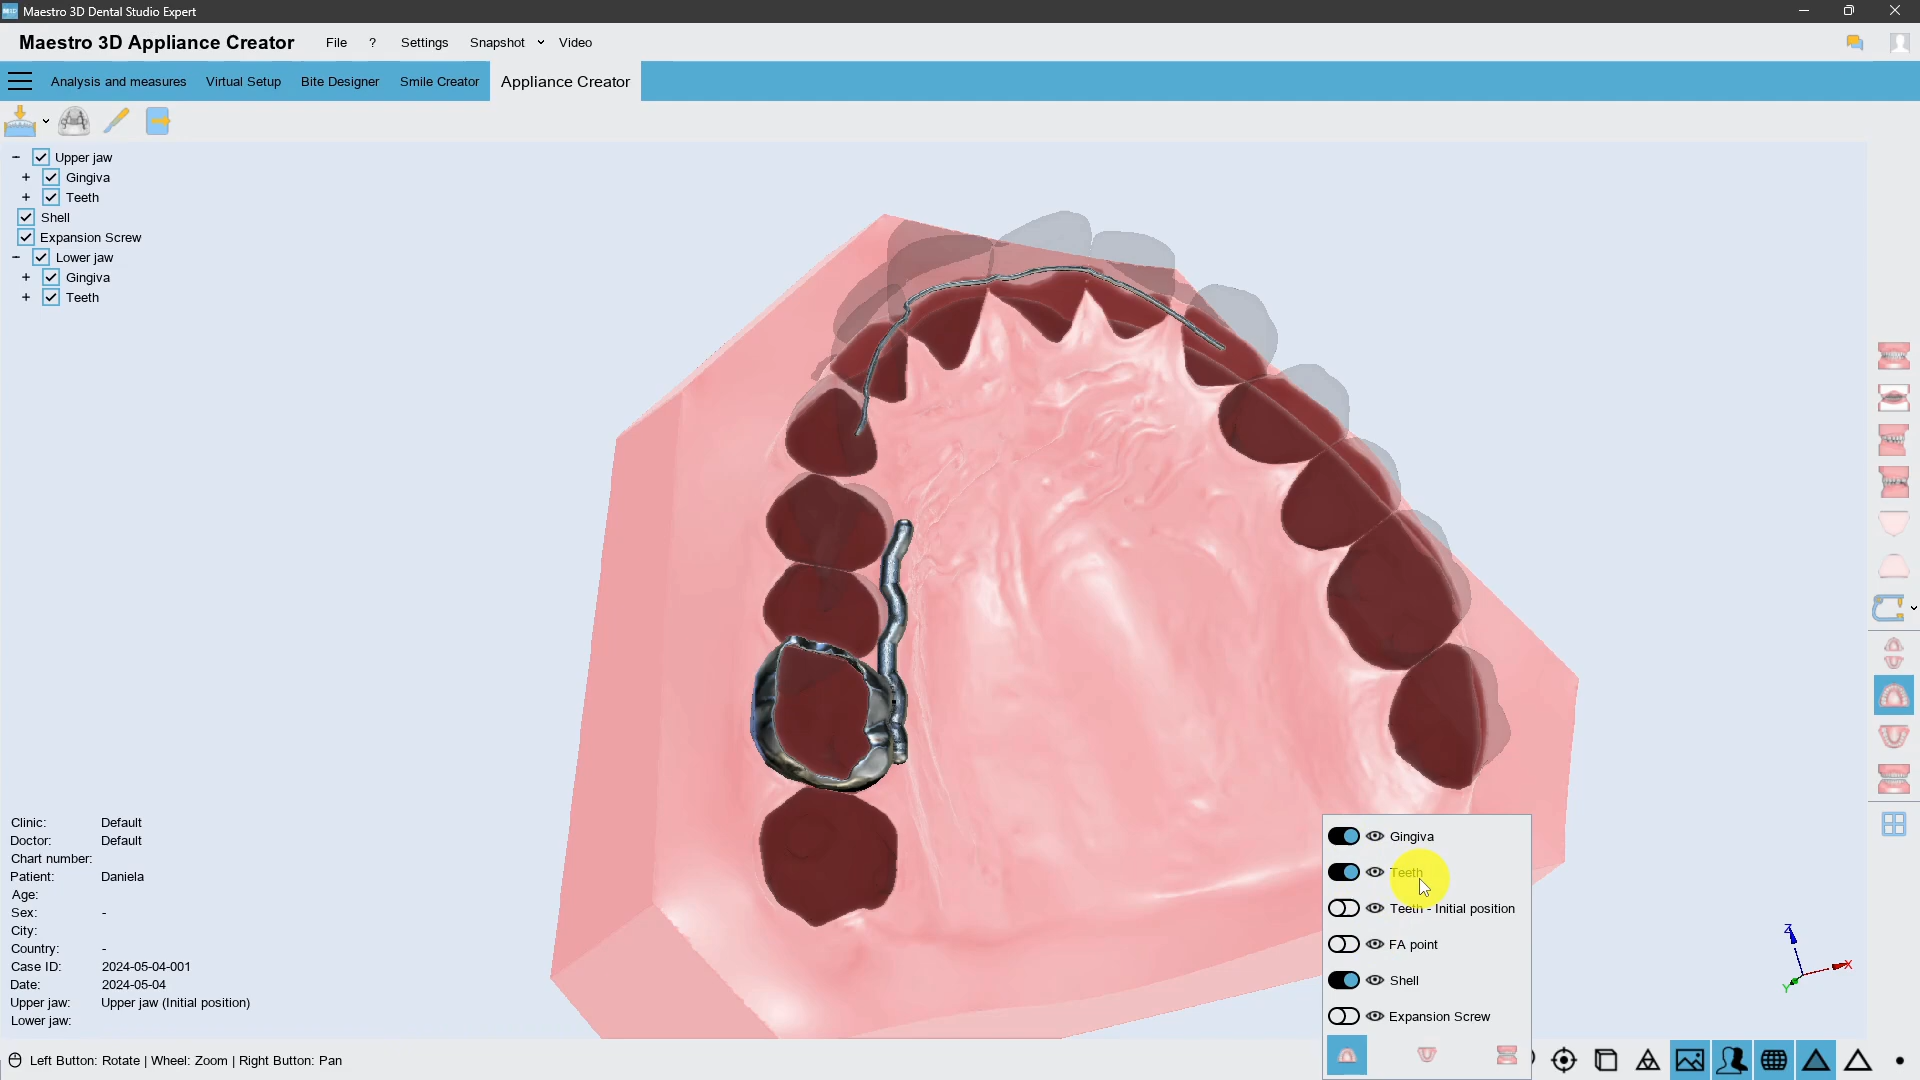 Maestro 3D Dental Studio Expert
Maestro 3D Appliance Creator
File
?
Settings
Snapshot
Video
Analysis and measures
Virtual Setup
Bite Designer
Smile Creator
Appliance Creator
Upper jaw
Gingiva
Teeth
Shell
Expansion Screw
Lower jaw
Gingiva
Teeth
Clinic: Default
Doctor: Default
Chart number:
Patient: Daniela
Age:
Sex: -
City:
Country: -
Case ID: 2024-05-04-001
Date: 2024-05-04
Upper jaw: Upper jaw (Initial position)
Lower jaw:
Gingiva
Teeth
Teeth - Initial position
FA point
Shell
Expansion Screw
Z
X
Y
Left Button: Rotate | Wheel: Zoom | Right Button: Pan